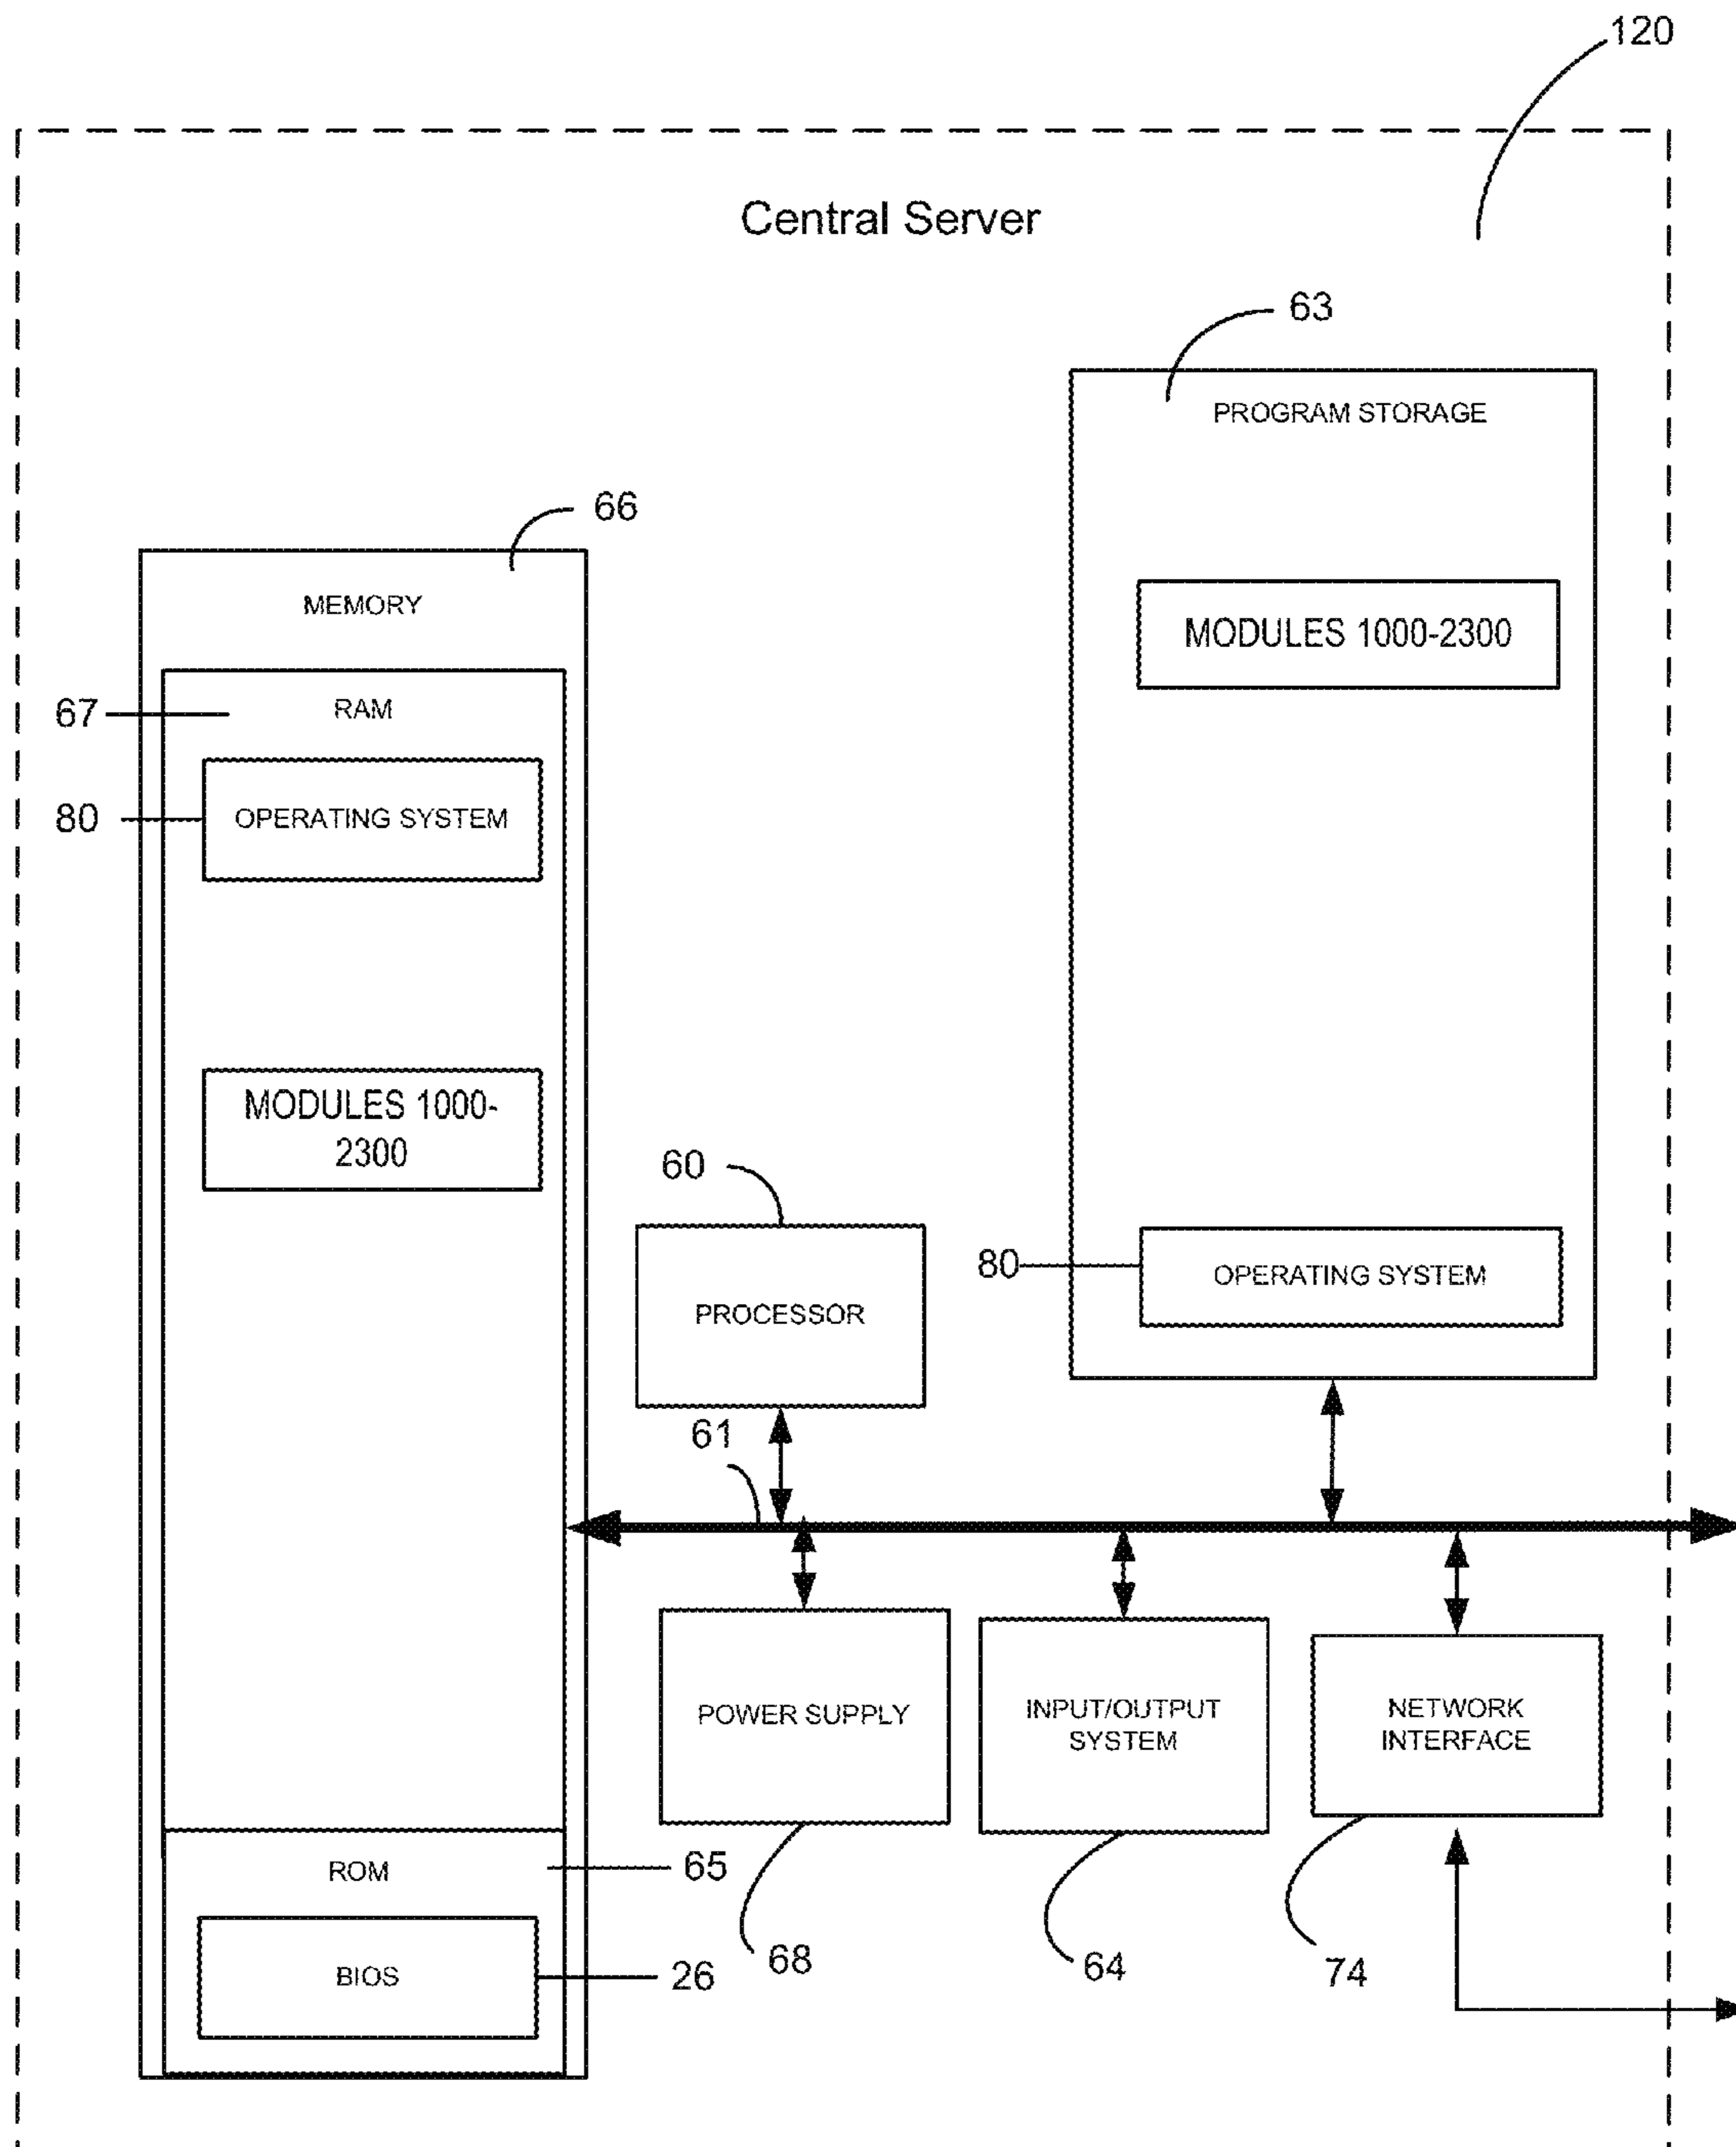 120
Central Server
63
PROGRAM STORAGE
66
MEMORY
MODULES 1000-2300
67
RAM
80
OPERATING SYSTEM
MODULES 1000-
2300
60
PROCESSOR
80
OPERATING SYSTEM
61
POWER SUPPLY
INPUT/OUTPUT
SYSTEM
NETWORK
INTERFACE
ROM
65
68
64
74
BIOS
26